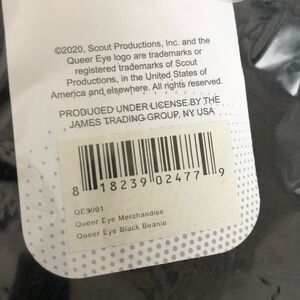 ©2020, Scout Productions, Inc. and the
Queer Eye logo are trademarks or
registered trademarks of Scout
Productions, in the United States of
America and elsewhere. All rights reserved.
PRODUCED UNDER LICENSE BY THE
JAMES TRADING GROUP, NY USA
8 18239 02477 9
QE9001
Queer Eye Merchandise
Queer Eye Black Beanie